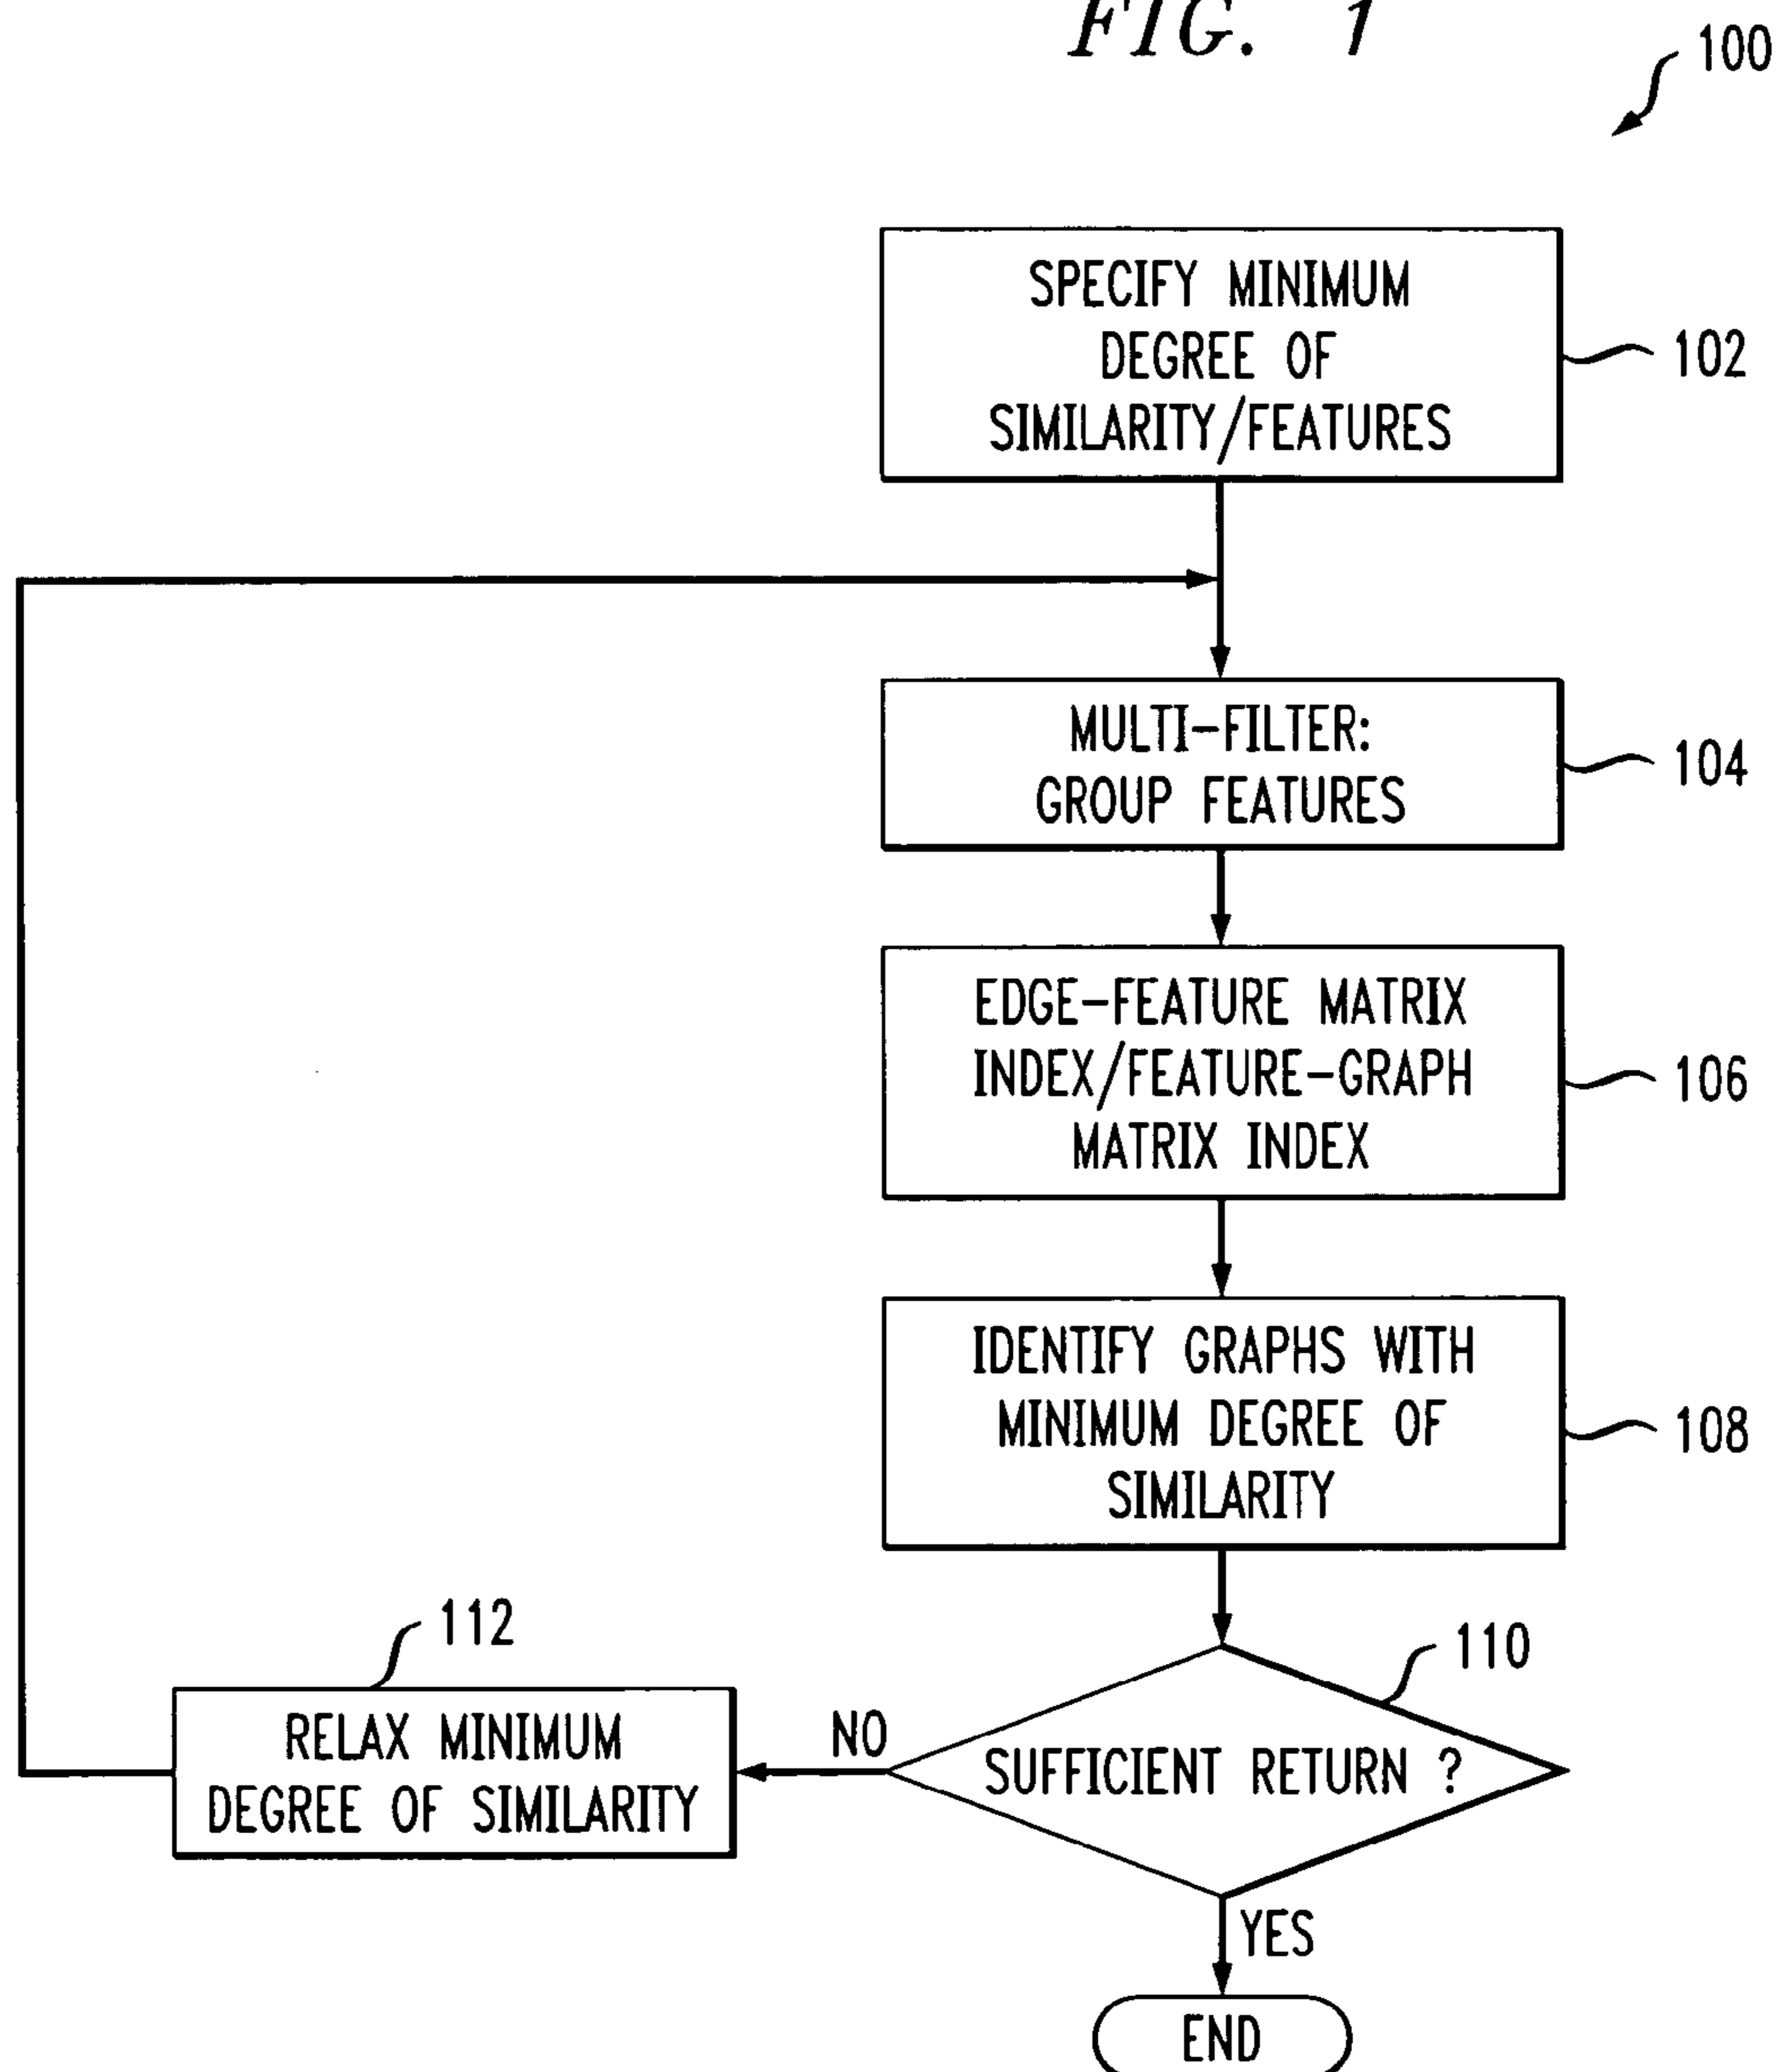 FIG. 1
100
SPECIFY MINIMUM
DEGREE OF
SIMILARITY/FEATURES
102
MULTI-FILTER:
GROUP FEATURES
104
EDGE-FEATURE MATRIX
INDEX/FEATURE-GRAPH
MATRIX INDEX
106
IDENTIFY GRAPHS WITH
MINIMUM DEGREE OF
SIMILARITY
108
112
110
RELAX MINIMUM
DEGREE OF SIMILARITY
NO
SUFFICIENT RETURN ?
YES
END